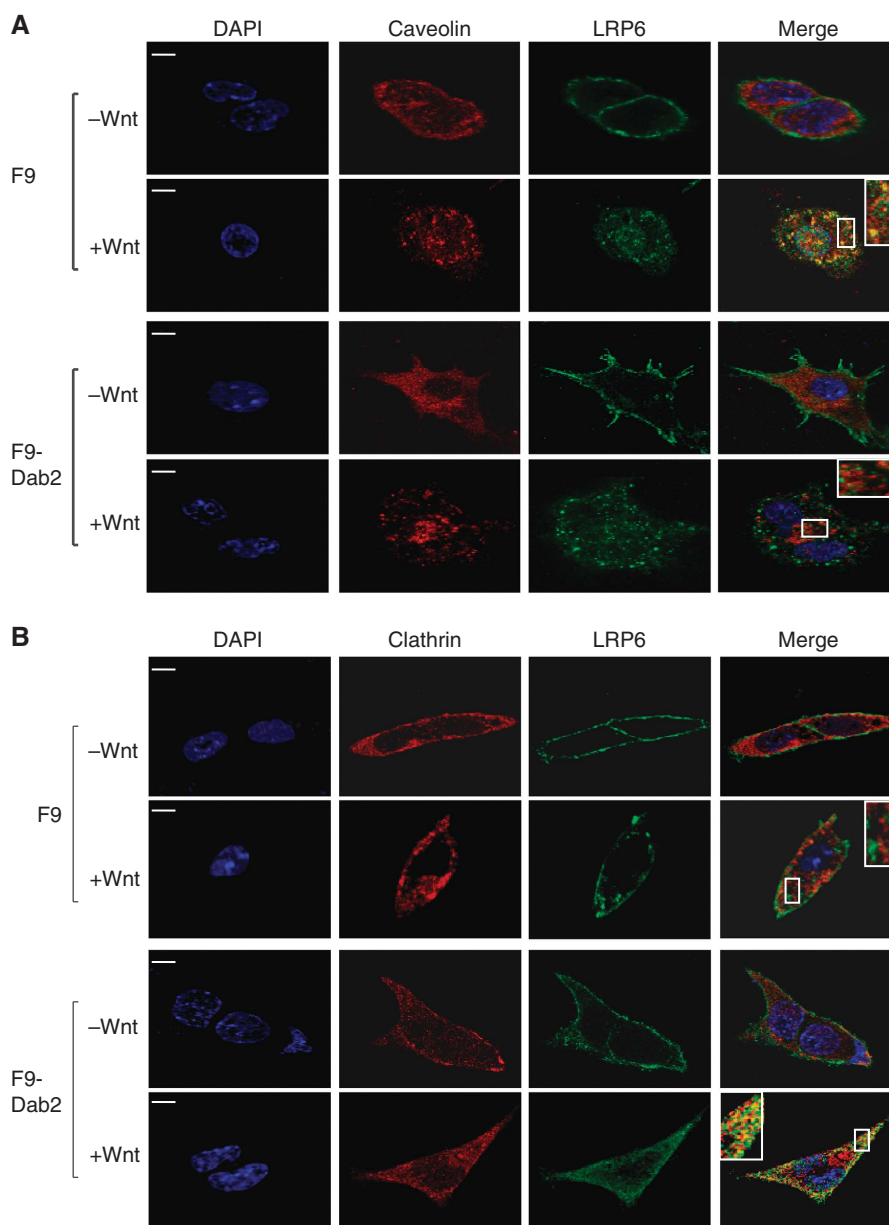 A
DAPI Caveolin LRP6 Merge
–Wnt
F9
+Wnt
–Wnt
F9-
Dab2
+Wnt
B
DAPI Clathrin LRP6 Merge
–Wnt
F9
+Wnt
–Wnt
F9-
Dab2
+Wnt